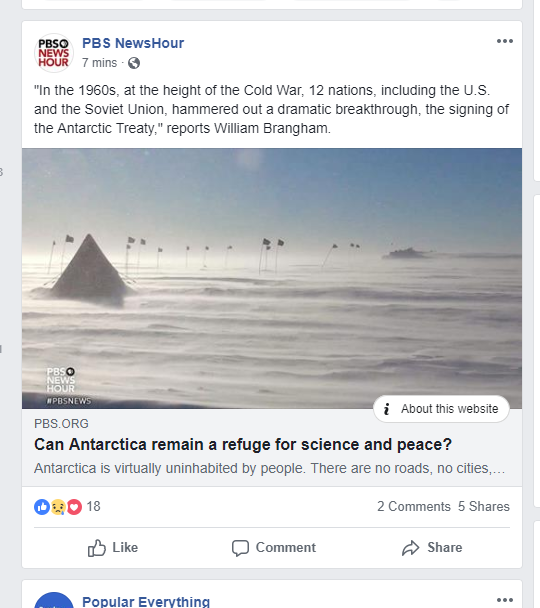 PBS
NEWS
HOUR
PBS NewsHour
7 mins ·
"In the 1960s, at the height of the Cold War, 12 nations, including the U.S.
and the Soviet Union, hammered out a dramatic breakthrough, the signing of
the Antarctic Treaty," reports William Brangham.
PBS
NEWS
HOUR
#PBSNEWS
i About this website
PBS.ORG
Can Antarctica remain a refuge for science and peace?
Antarctica is virtually uninhabited by people. There are no roads, no cities,...
18
2 Comments 5 Shares
Like Comment Share
Popular Everything